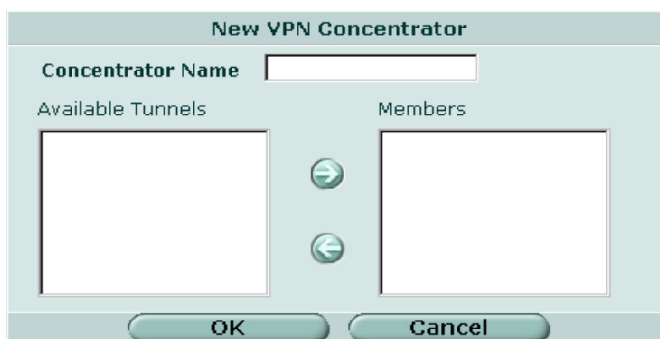 New VPN Concentrator
Concentrator Name
Available Tunnels Members
OK Cancel